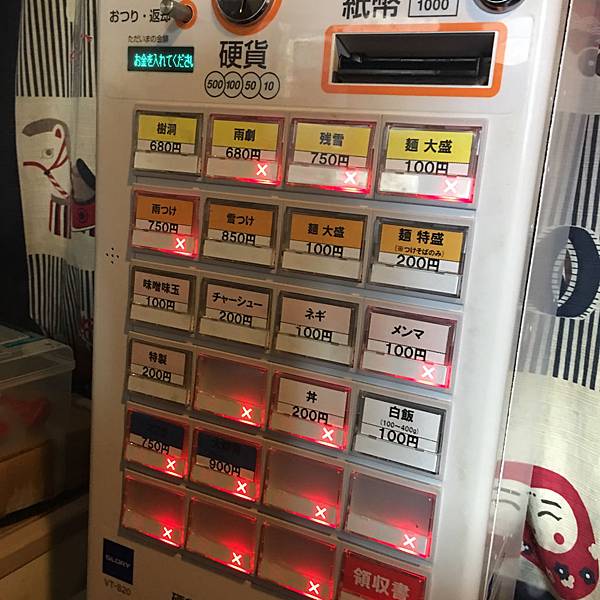 おつり・返却
紙幣
1000
ただいまの金額
お金を入れてください
硬貨
500 100 50 10
樹洞
680円
雨劇
680円
残雪
750円
麺 大盛
100円
雨つけ
750円
雪つけ
850円
麺 大盛
100円
麺 特盛
(※つけそばのみ)
200円
味噌味玉
100円
チャーシュー
200円
ネギ
100円
メンマ
100円
特製
200円
丼
200円
白飯
(100〜400g)
100円
750円
900円
領収書
GLORY
VT-B20